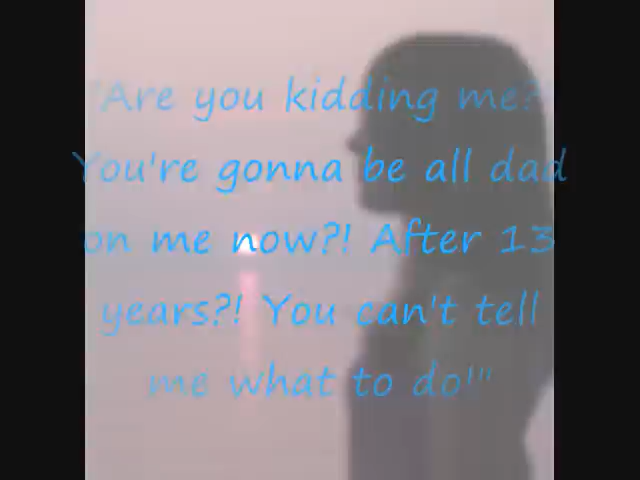 "Are you kidding me?!
You're gonna be all dad
on me now?! After 13
years?! You can't tell
me what to do!"